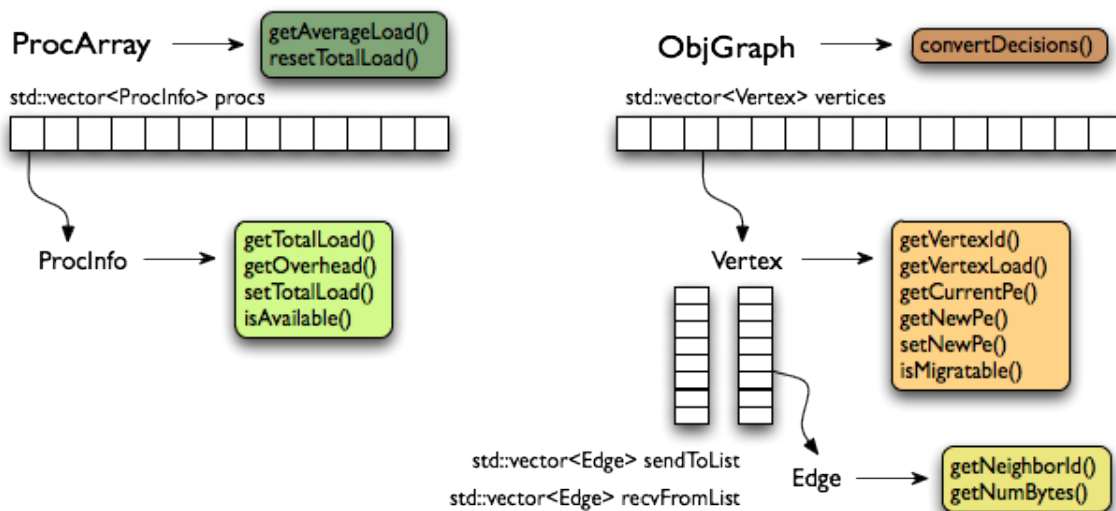 ProcArray
getAverageLoad()
resetTotalLoad()
std::vector<ProcInfo> procs
ProcInfo
getTotalLoad()
getOverhead()
setTotalLoad()
isAvailable()
ObjGraph
convertDecisions()
std::vector<Vertex> vertices
Vertex
getVertexId()
getVertexLoad()
getCurrentPe()
getNewPe()
setNewPe()
isMigratable()
std::vector<Edge> sendToList
std::vector<Edge> recvFromList
Edge
getNeighborId()
getNumBytes()